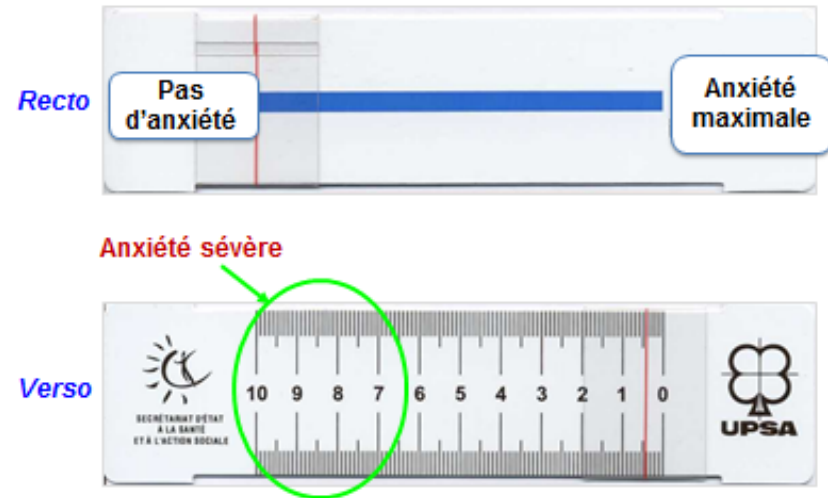 Recto
Pas
d'anxiété
Anxiété
maximale
Anxiété sévère
Verso
SECRÉTARIAT D'ÉTAT
A LA SANTÉ
ET À L'ACTION SOCIALE
10 9 8 7 6 5 4 3 2 1 0
UPSA